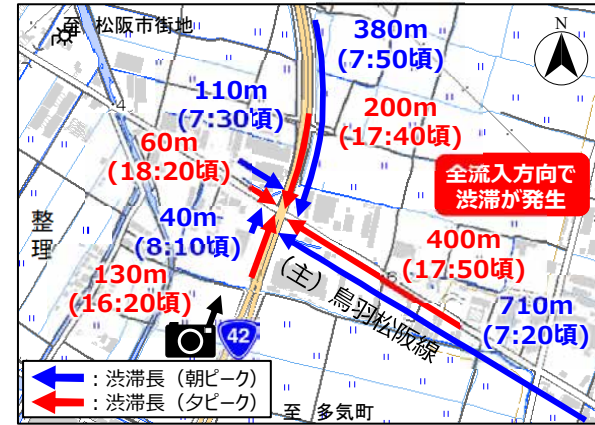 至 松阪市街地
380m
(7:50頃)
N
110m
(7:30頃)
200m
(17:40頃)
60m
(18:20頃)
全流入方向で
渋滞が発生
整理
40m
(8:10頃)
400m
(17:50頃)
130m
(16:20頃)
(主)鳥羽松阪線
710m
(7:20頃)
42
:渋滞長(朝ピーク)
:渋滞長(夕ピーク)
至 多気町